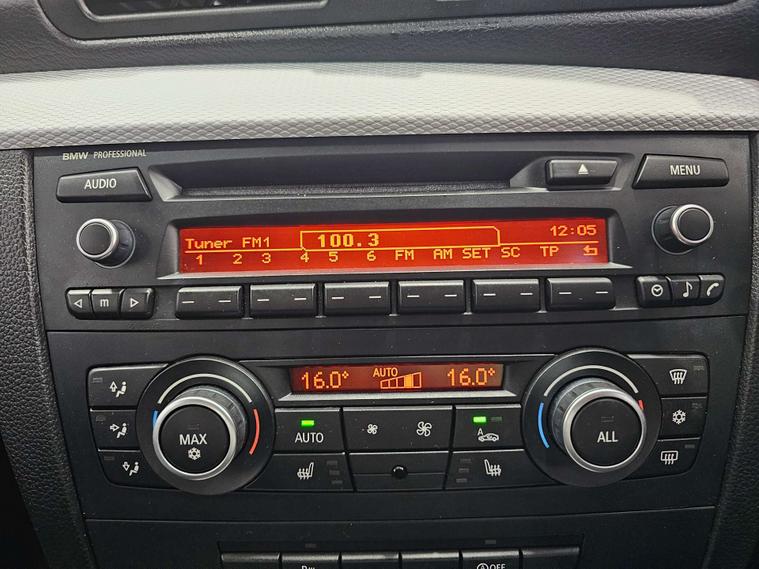 BMW PROFESSIONAL
AUDIO
MENU
Tuner FM1 100.3 12:05
1 2 3 4 5 6 FM AM SET SC TP
m
16.0° AUTO 16.0°
MAX
AUTO
A
ALL
OFF